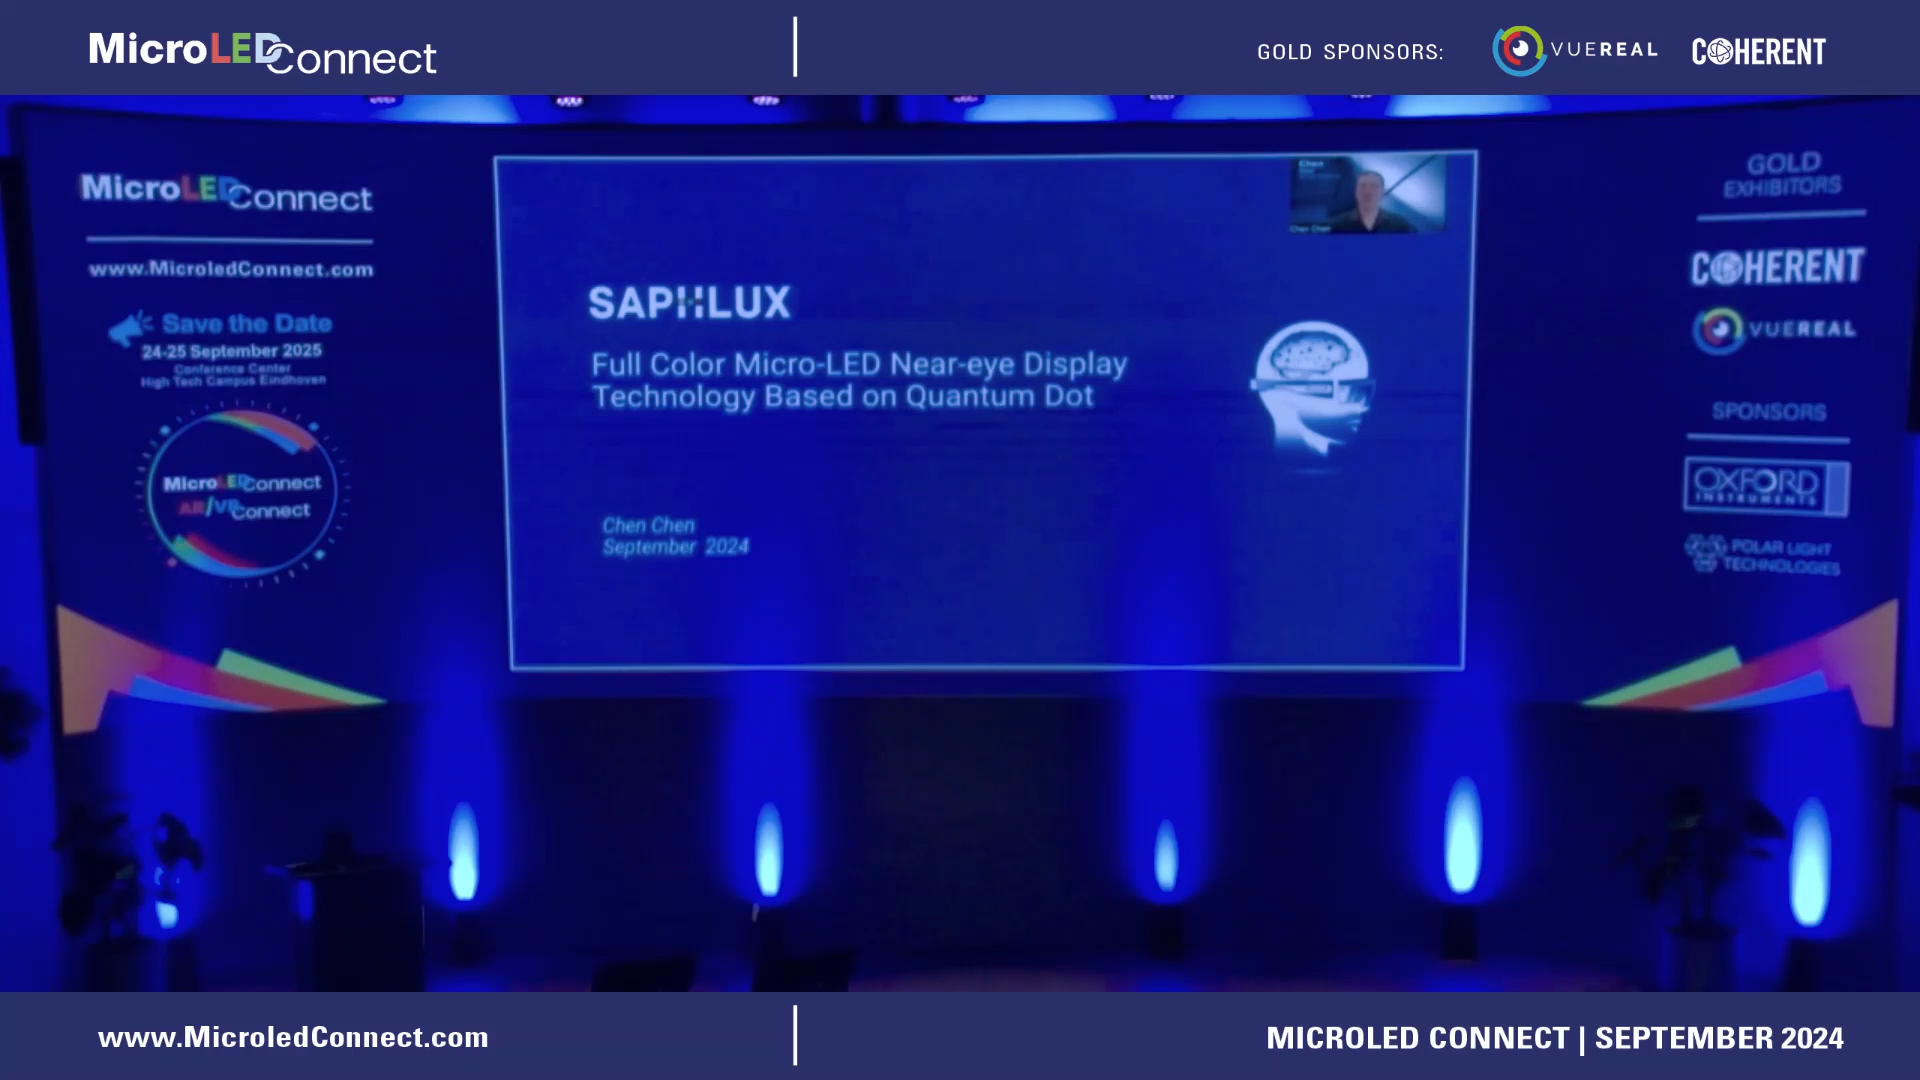 MicroLEDConnect
GOLD SPONSORS:
VUEREAL
COHERENT
MicroLEDConnect
www.MicroledConnect.com
Save the Date
24-25 September 2025
Conference Center
High Tech Campus Eindhoven
MicroLEDConnect
AR/VRConnect
Chen Chen
SAPHLUX
Full Color Micro-LED Near-eye Display
Technology Based on Quantum Dot
Chen Chen
September 2024
GOLD
EXHIBITORS
COHERENT
VUEREAL
SPONSORS
OXFORD
INSTRUMENTS
POLAR LIGHT
TECHNOLOGIES
www.MicroledConnect.com
MICROLED CONNECT | SEPTEMBER 2024